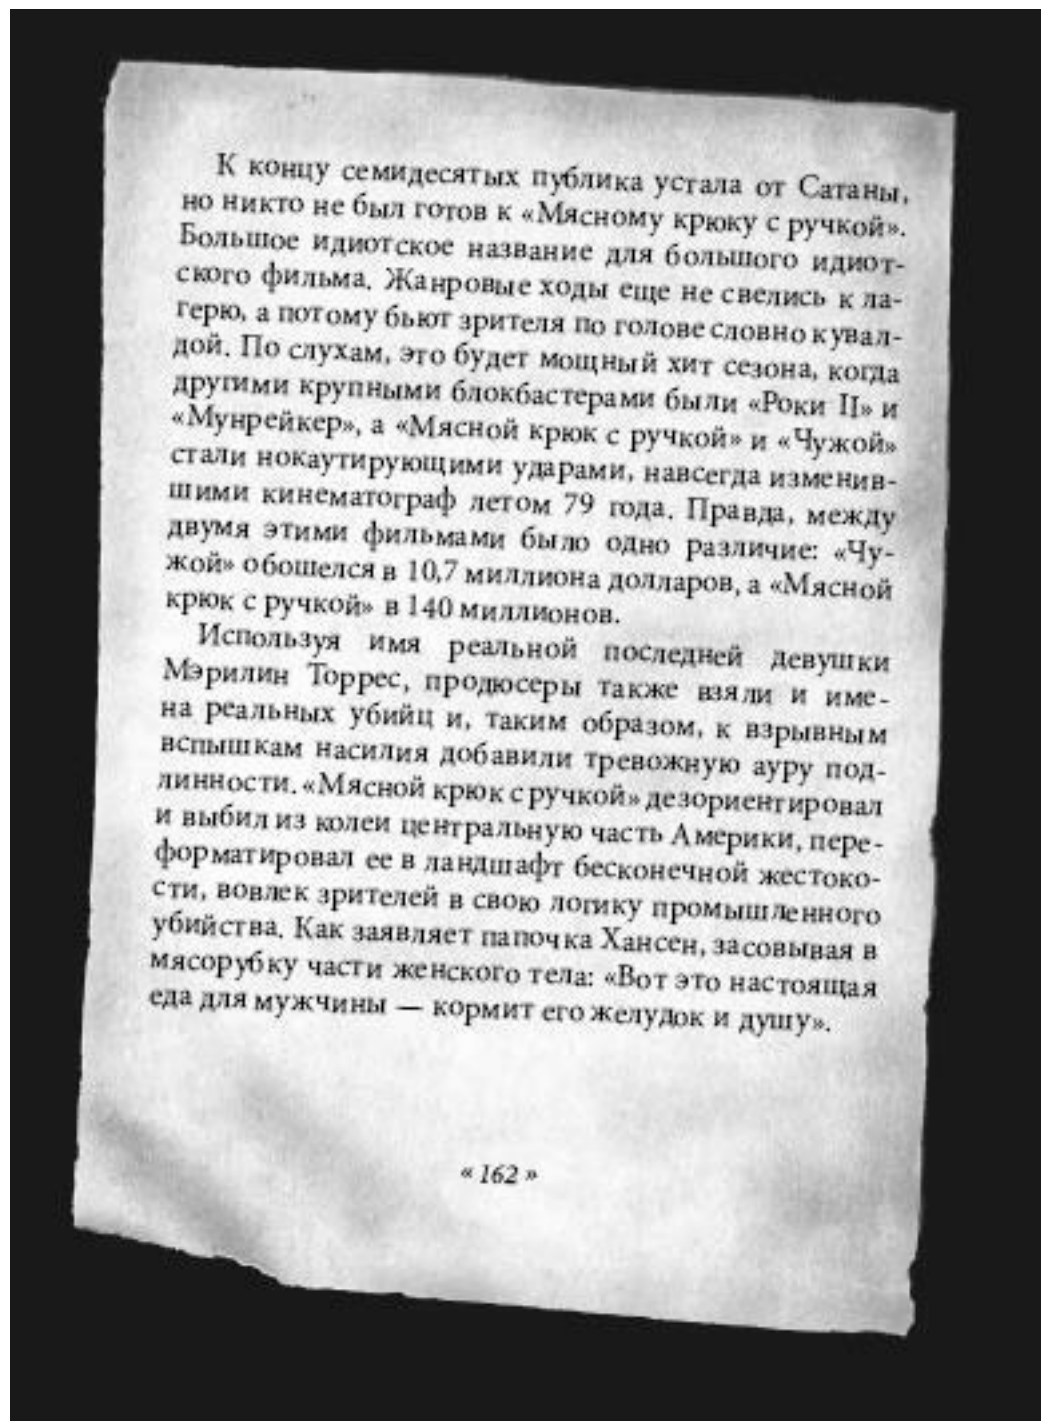 К концу семидесятых публика устала от Сатаны,
но никто не был готов к «Мясному крюку с ручкой».
Большое идиотское название для большого идиот-
ского фильма. Жанровые ходы еще не свелись к ла-
герю, а потому бьют зрителя по голове словно кувал-
дой. По слухам, это будет мощный хит сезона, когда
другими крупными блокбастерами были «Роки II» и
«Мунрейкер», а «Мясной крюк с ручкой» и «Чужой»
стали нокаутирующими ударами, навсегда изменив-
шими кинематограф летом 79 года. Правда, между
двумя этими фильмами было одно различие: «Чу-
жой» обошелся в 10,7 миллиона долларов, а «Мясной
крюк с ручкой» в 140 миллионов.
Используя имя реальной последней девушки
Мэрилин Торрес, продюсеры также взяли и име-
на реальных убийц и, таким образом, к взрывным
вспышкам насилия добавили тревожную ауру под-
линности. «Мясной крюк с ручкой» дезориентировал
и выбил из колеи центральную часть Америки, пере-
форматировал ее в ландшафт бесконечной жестоко-
сти, вовлек зрителей в свою логику промышленного
убийства. Как заявляет папочка Хансен, засовывая в
мясорубку части женского тела: «Вот это настоящая
еда для мужчины — кормит его желудок и душу».
« 162 »